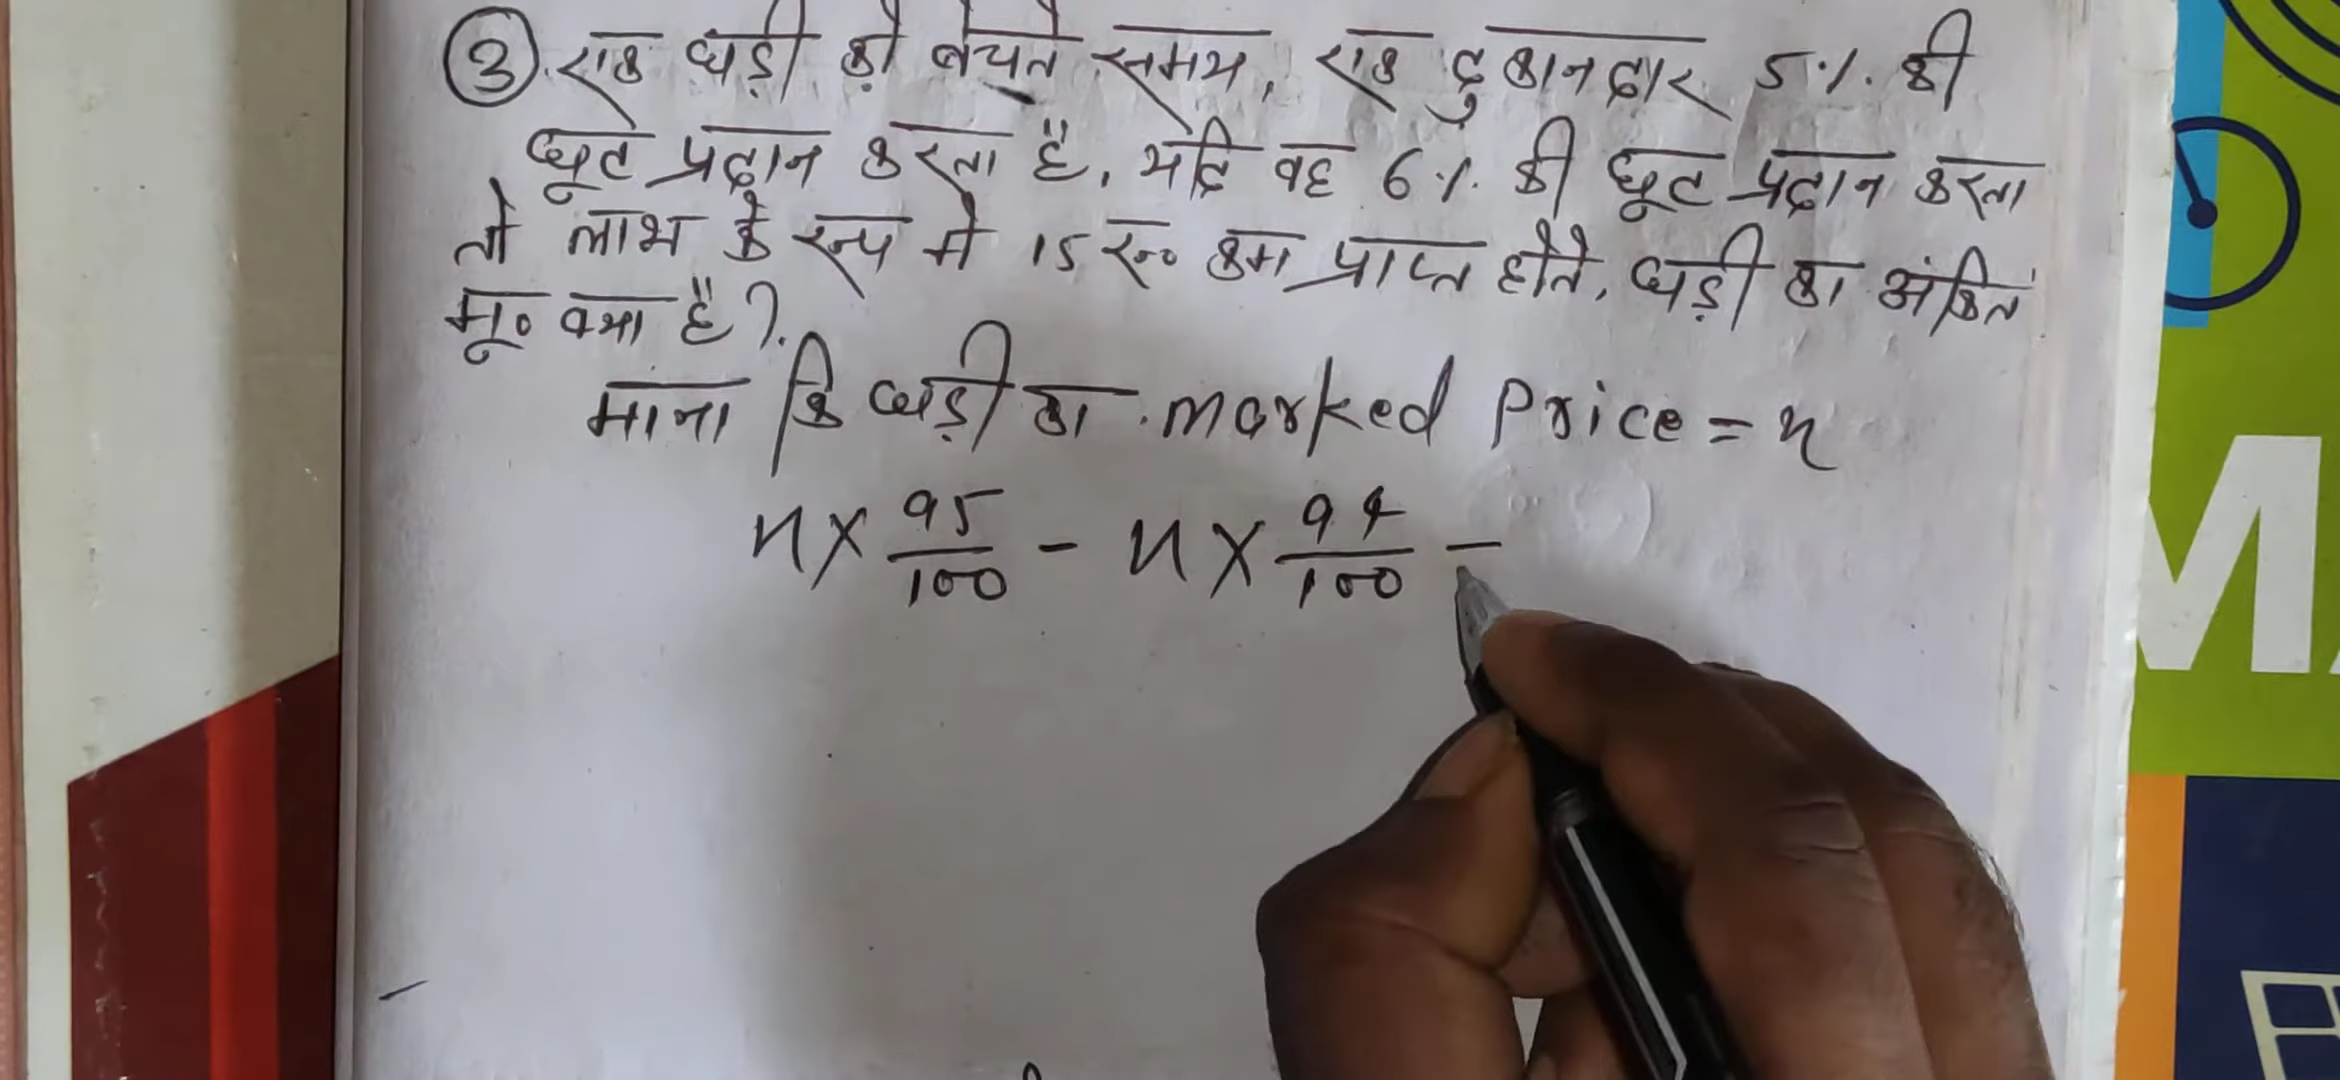 ③. एक घड़ी को बेचते समय, एक दुकानदार 5%. की
छूट प्रदान करता है, यदि वह 6%. की छूट प्रदान करता
तो लाभ के रूप में 15 रू० कम प्राप्त होते, घड़ी का अंकित
मू० क्या है?.
माना कि घड़ी का marked Price = x
x × 95/100 - x × 94/100 =
M